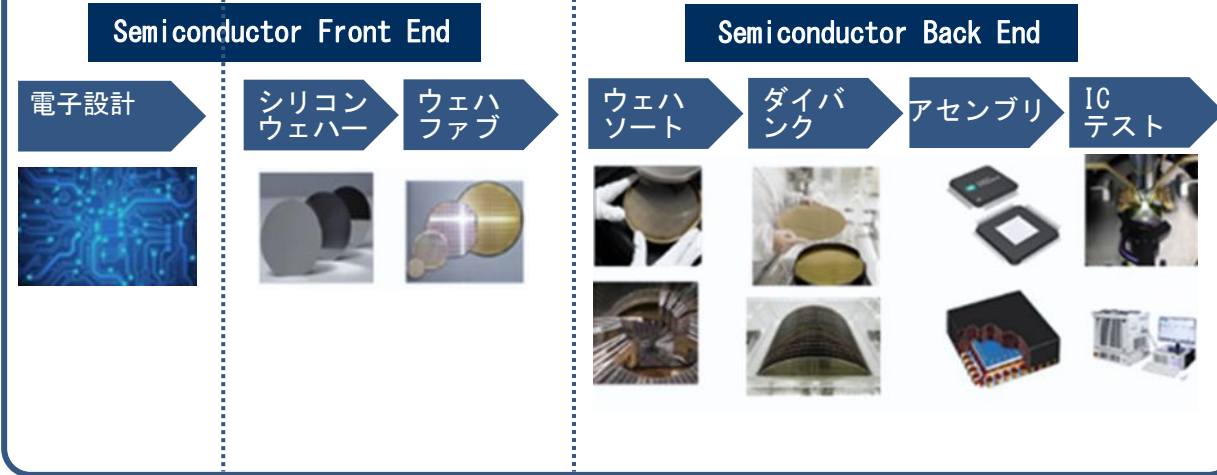 Semiconductor Front End
Semiconductor Back End
電子設計
シリコン
ウェハー
ウェハ
ファブ
ウェハ
ソート
ダイバ
ンク
アセンブリ
IC
テスト